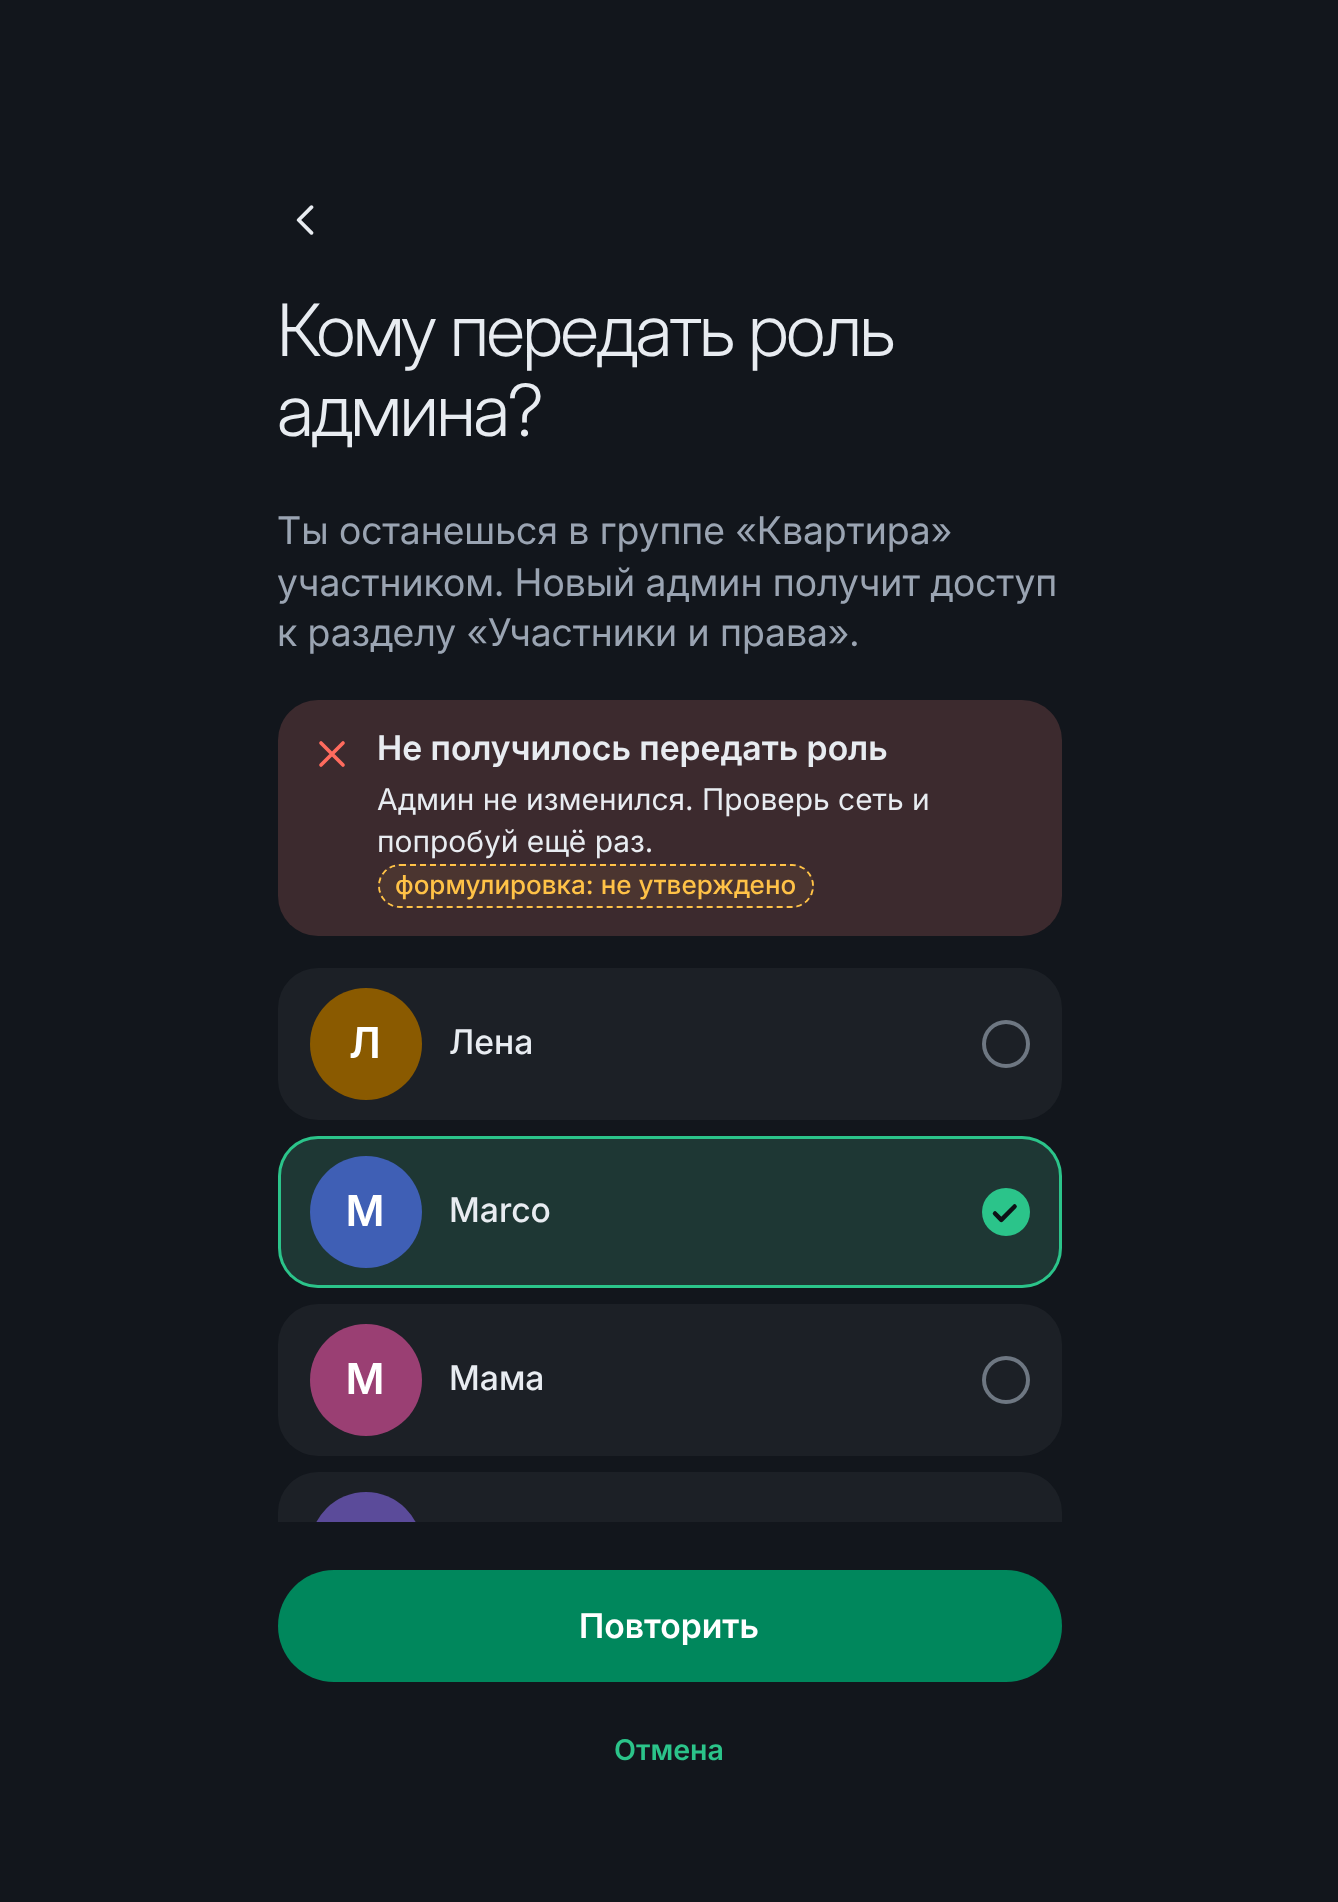 Кому передать роль
админа?
Ты останешься в группе «Квартира»
участником. Новый админ получит доступ
к разделу «Участники и права».
Не получилось передать роль
Админ не изменился. Проверь сеть и
попробуй ещё раз.
формулировка: не утверждено
Л Лена
M Marco
М Мама
Повторить
Отмена